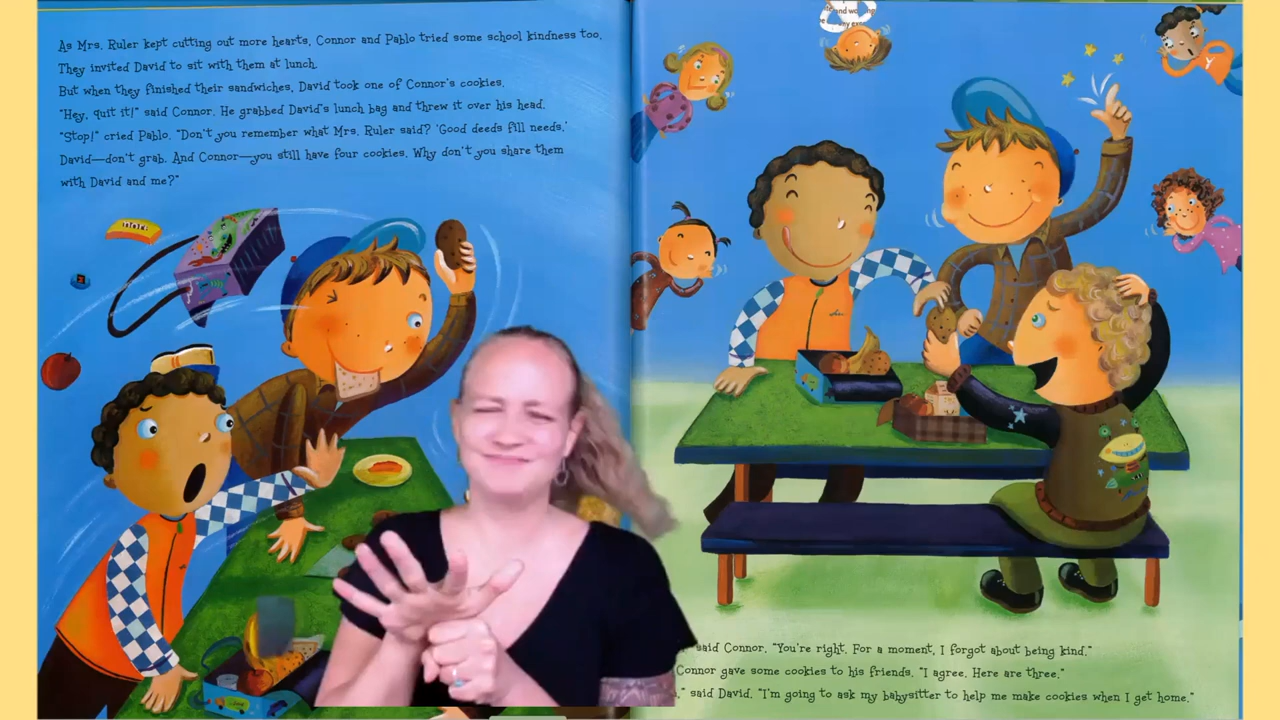 As Mrs. Ruler kept cutting out more hearts, Connor and Pablo tried some school kindness too.
They invited David to sit with them at lunch.
But when they finished their sandwiches, David took one of Connor's cookies.
"Hey, quit it!" said Connor. He grabbed David's lunch bag and threw it over his head.
"Stop!" cried Pablo. "Don't you remember what Mrs. Ruler said? 'Good deeds fill needs.'
David—don't grab. And Connor—you still have four cookies. Why don't you share them
with David and me?"
said Connor. "You're right. For a moment, I forgot about being kind."
Connor gave some cookies to his friends. "I agree. Here are three."
said David. "I'm going to ask my babysitter to help me make cookies when I get home."